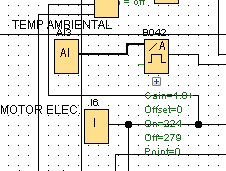 = off
TEMP AMBIENTAL
AI3
B042
AI
/A
Gain=1.0+
Offset=0
MOTOR ELEC.
I6
On=324
I
Off=279
Point=0